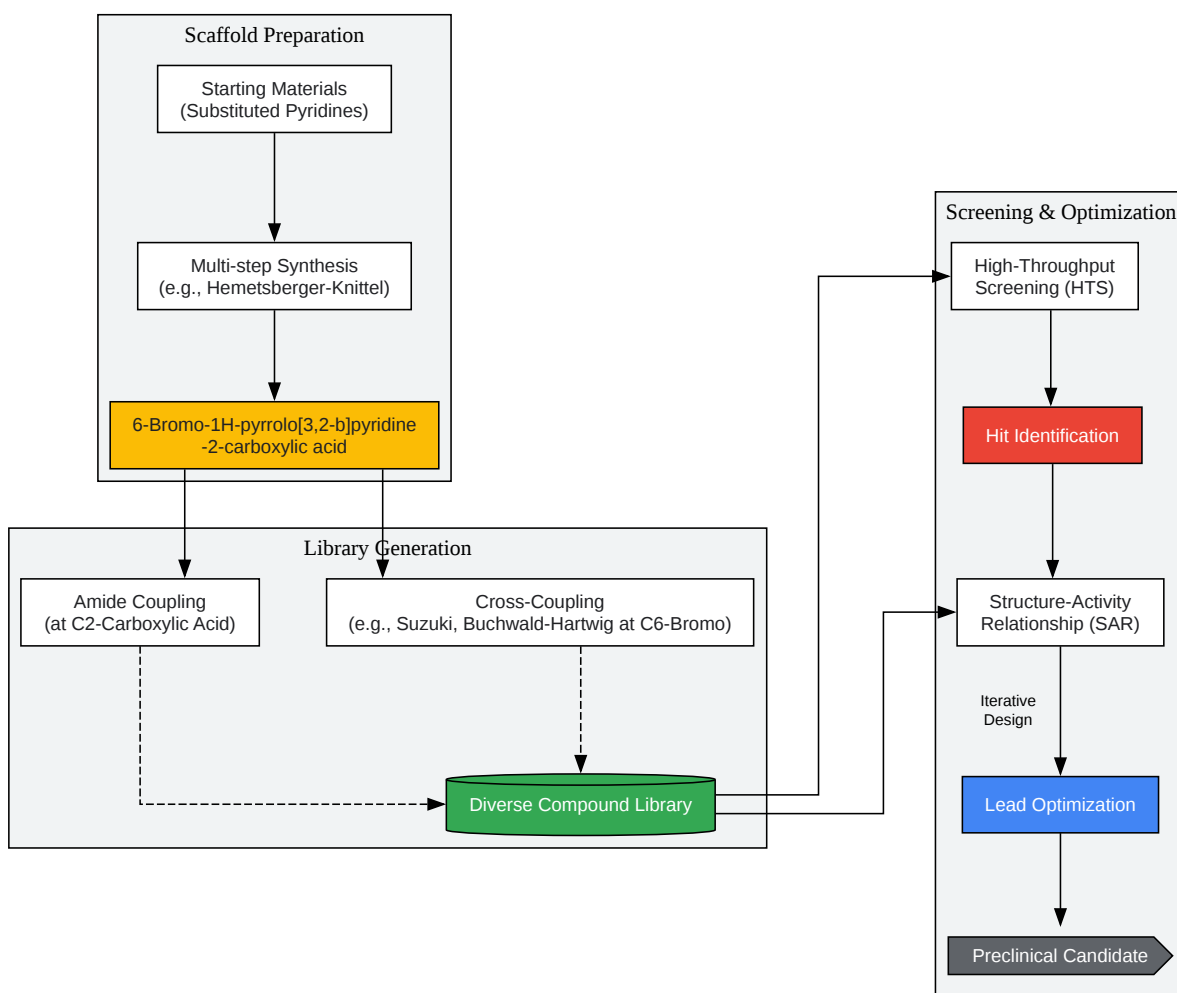 Scaffold Preparation
Starting Materials
(Substituted Pyridines)
Multi-step Synthesis
(e.g., Hemetsberger-Knittel)
6-Bromo-1H-pyrrolo[3,2-b]pyridine
-2-carboxylic acid
Library Generation
Amide Coupling
(at C2-Carboxylic Acid)
Cross-Coupling
(e.g., Suzuki, Buchwald-Hartwig at C6-Bromo)
Diverse Compound Library
Screening & Optimization
High-Throughput
Screening (HTS)
Hit Identification
Structure-Activity
Relationship (SAR)
Iterative
Design
Lead Optimization
Preclinical Candidate